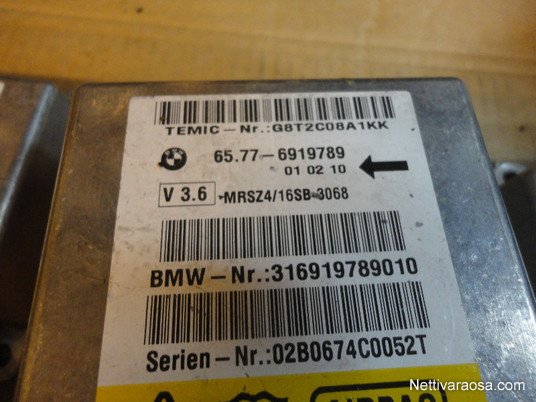 TEMIC-Nr.:G8T2C08A1KK
65.77-6919789
01 02 10
V 3.6 -MRSZ4/16SB-3068
BMW-Nr.:316919789010
Serien-Nr.:02B0674C0052T
AIRBAG
Nettivaraosa.com